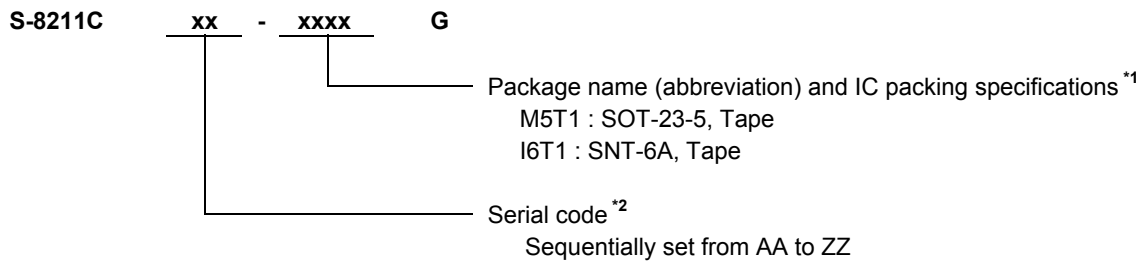 S-8211C xx - xxxx G
Package name (abbreviation) and IC packing specifications *1
M5T1 : SOT-23-5, Tape
I6T1 : SNT-6A, Tape
Serial code *2
Sequentially set from AA to ZZ